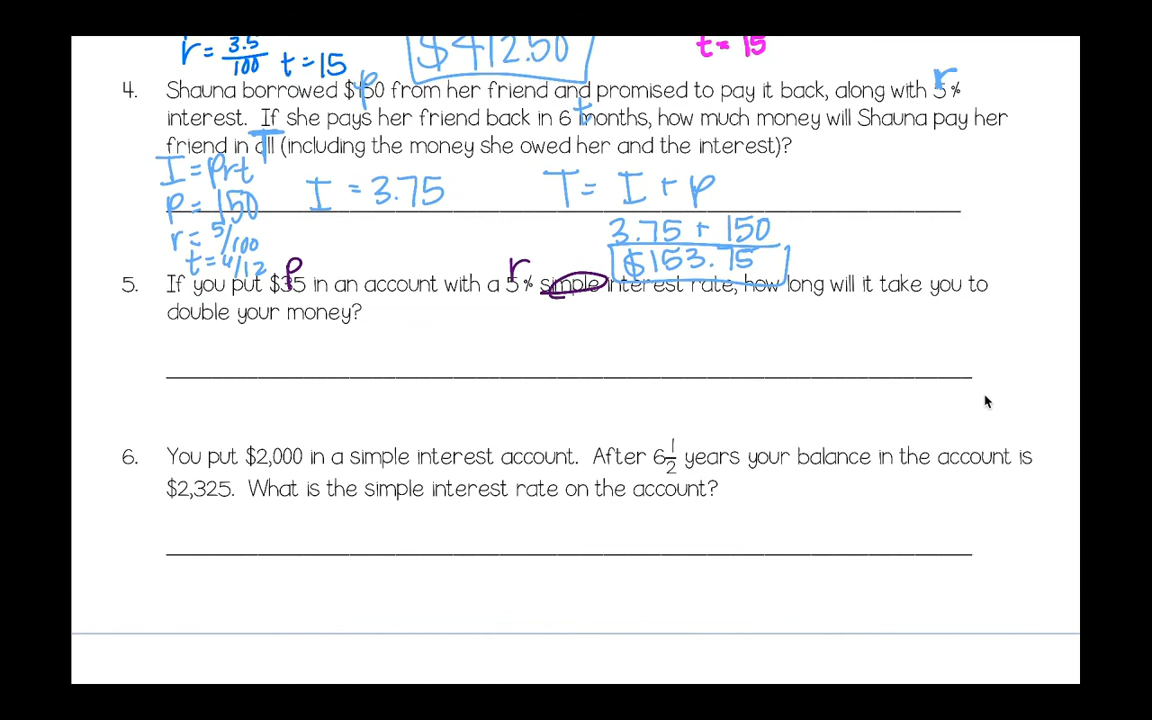 r = 3.5/100 t = 15
$412.50
t = 15
4. Shauna borrowed $150 from her friend and promised to pay it back, along with 5%
interest. If she pays her friend back in 6 months, how much money will Shauna pay her
friend in all (including the money she owed her and the interest)?
p
r
t
T
I = prt
p = 150
r = 5/100
t = 6/12
I = 3.75
T = I + p
3.75 + 150
$153.75
5. If you put $35 in an account with a 5% simple interest rate, how long will it take you to
double your money?
p
r
6. You put $2,000 in a simple interest account. After 6 1/2 years your balance in the account is
$2,325. What is the simple interest rate on the account?